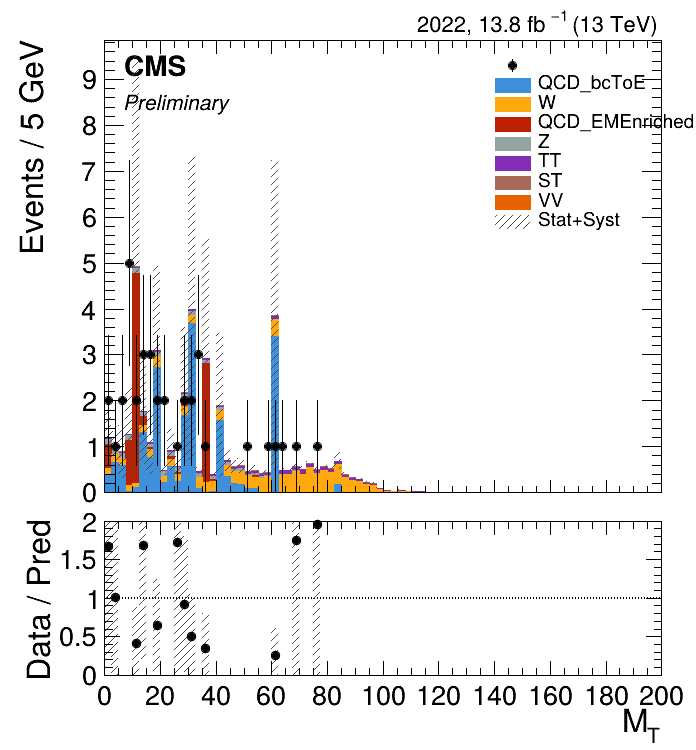 2022, 13.8 fb⁻¹ (13 TeV)
CMS
Preliminary
Events / 5 GeV
9
8
7
6
5
4
3
2
1
0
QCD_bcToE
W
QCD_EMEnriched
Z
TT
ST
VV
Stat+Syst
Data / Pred
2
1.5
1
0.5
0
0 20 40 60 80 100 120 140 160 180 200
M_T